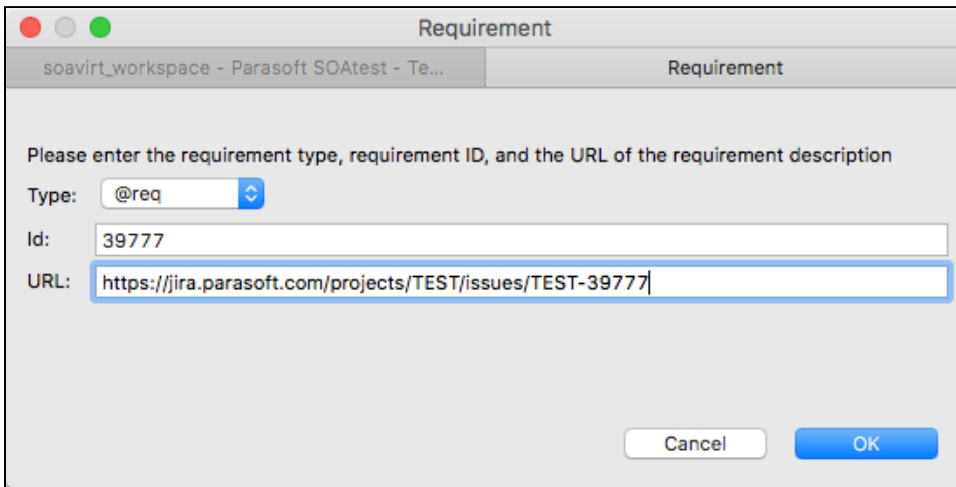 Requirement
soavirt_workspace - Parasoft SOAtest - Te...
Requirement
Please enter the requirement type, requirement ID, and the URL of the requirement description
Type: @req
Id: 39777
URL: https://jira.parasoft.com/projects/TEST/issues/TEST-39777
Cancel OK